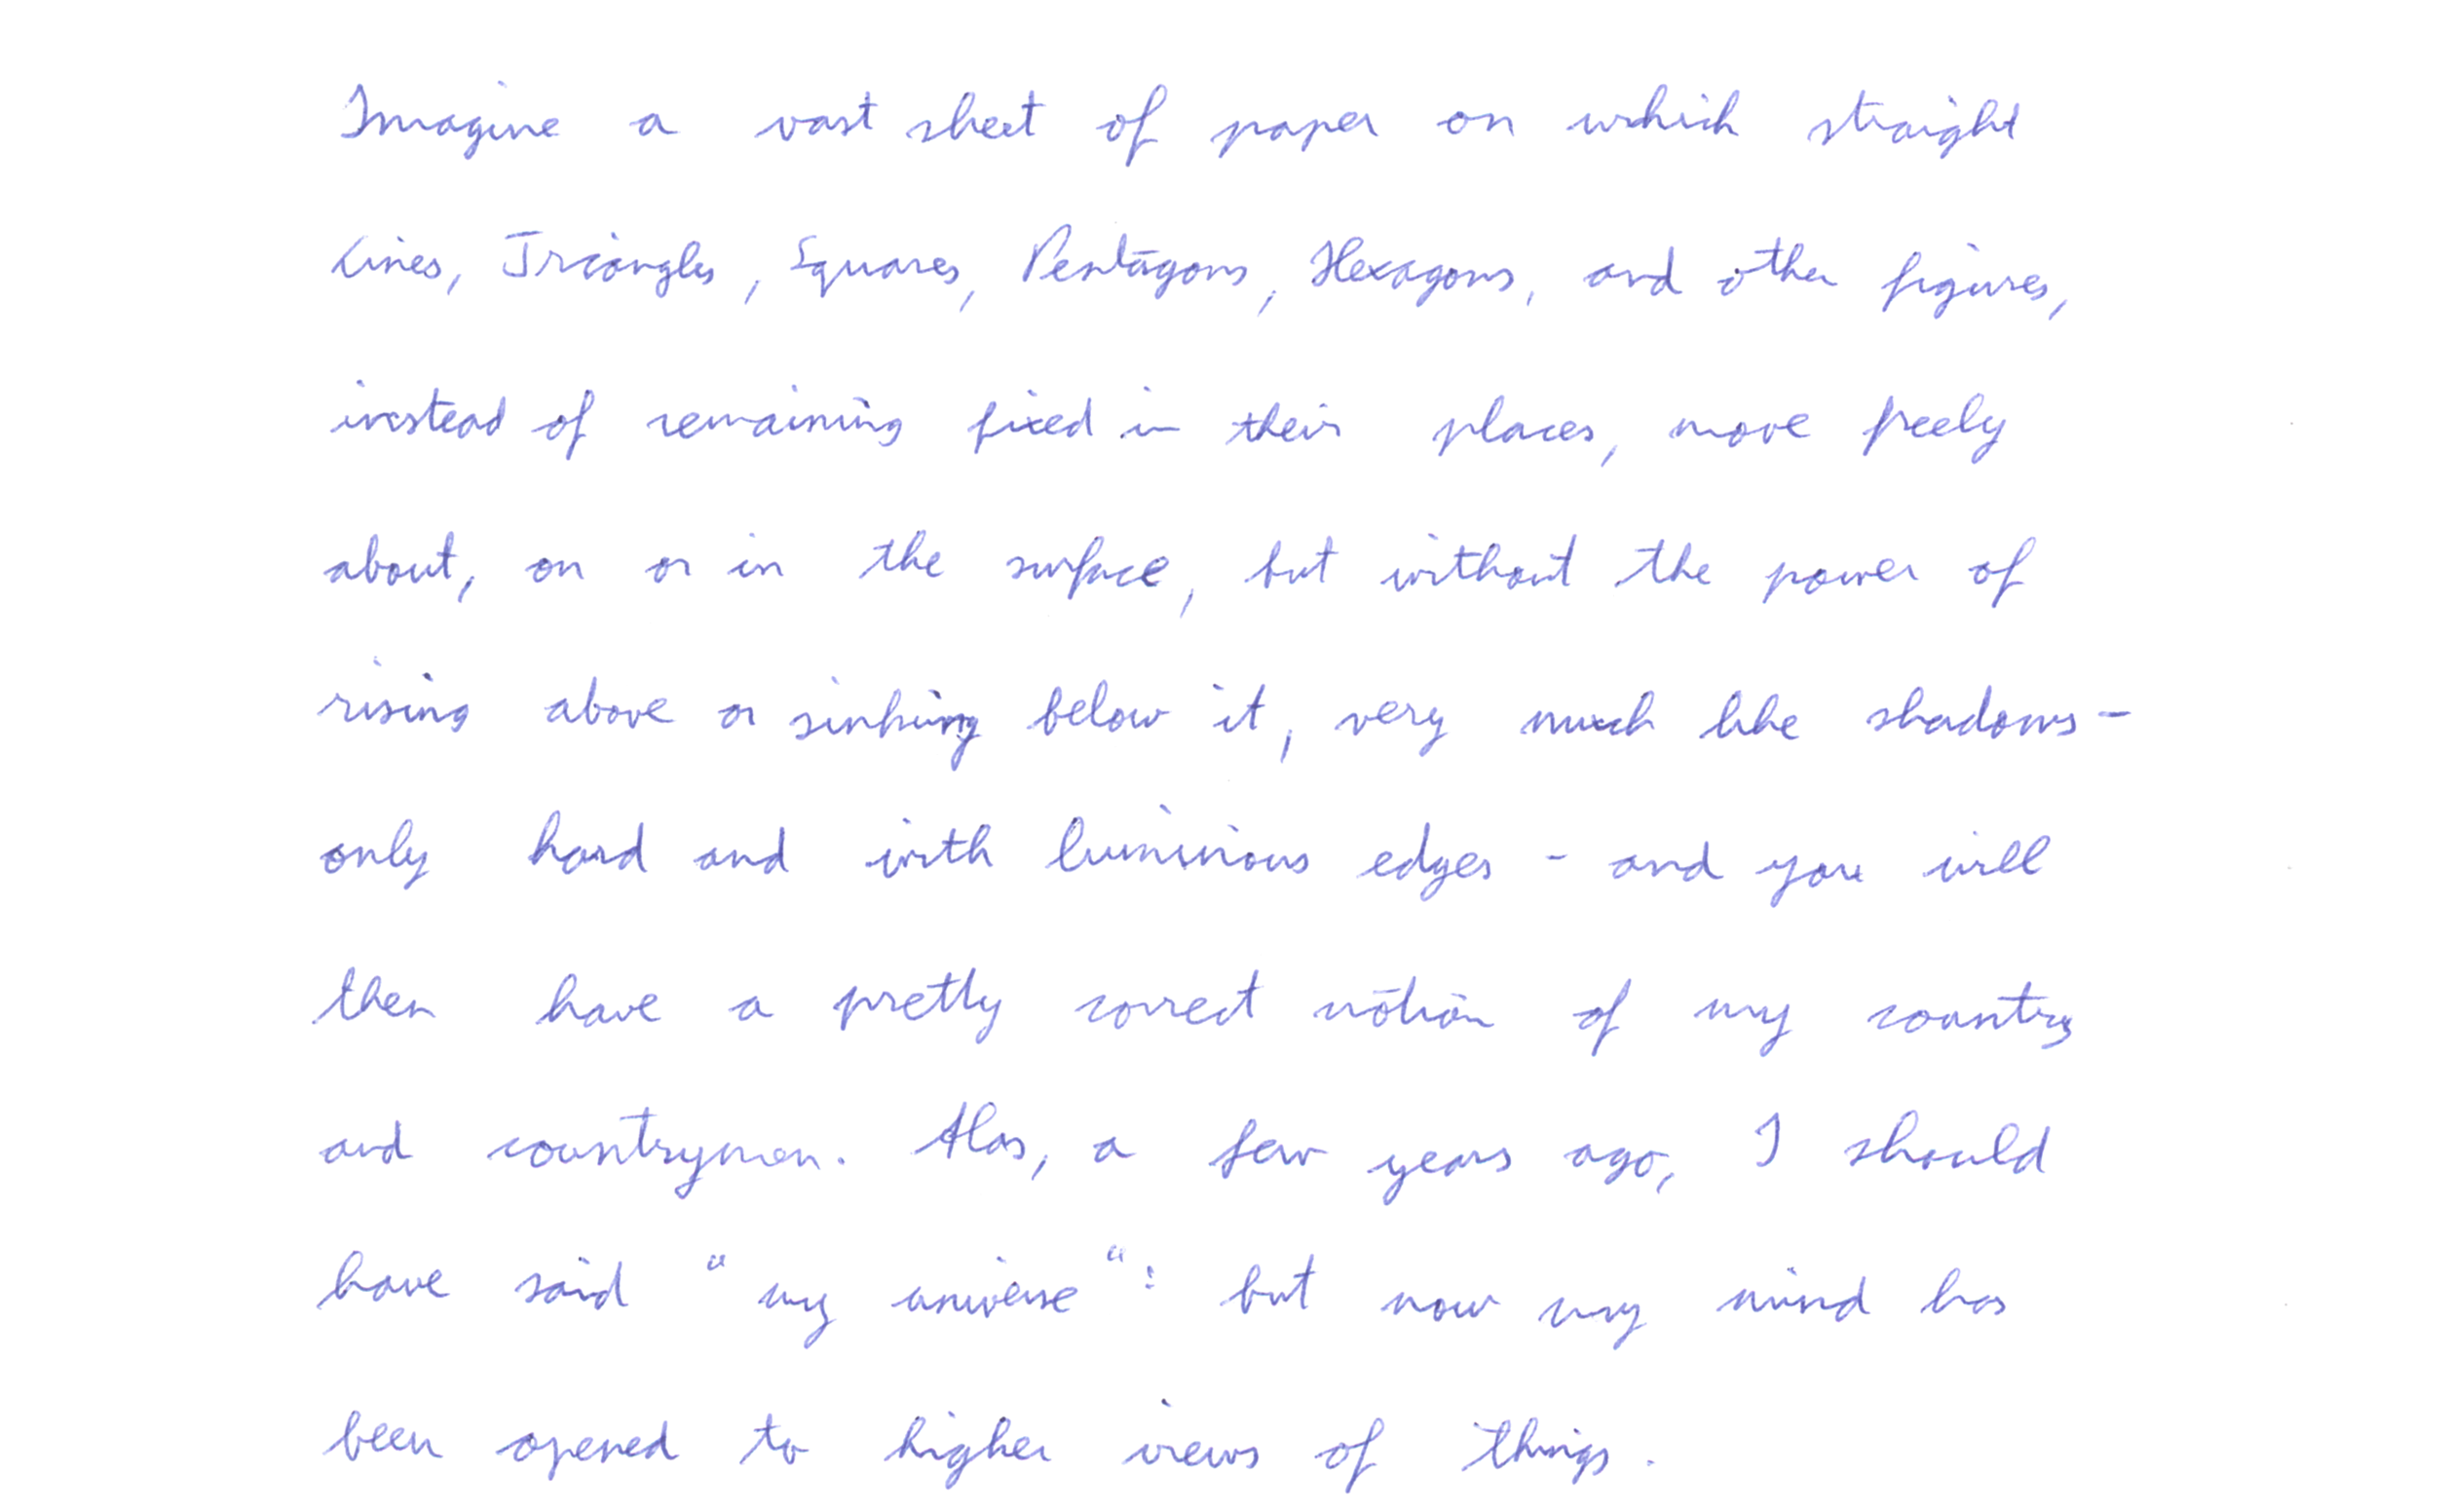 Imagine a vast sheet of paper on which straight
Lines, Triangles, Squares, Pentagons, Hexagons, and other figures,
instead of remaining fixed in their places, move freely
about, on or in the surface, but without the power of
rising above or sinking below it, very much like shadows -
only hard and with luminous edges - and you will
then have a pretty correct notion of my country
and countrymen. Alas, a few years ago, I should
have said "my universe": but now my mind has
been opened to higher views of things.